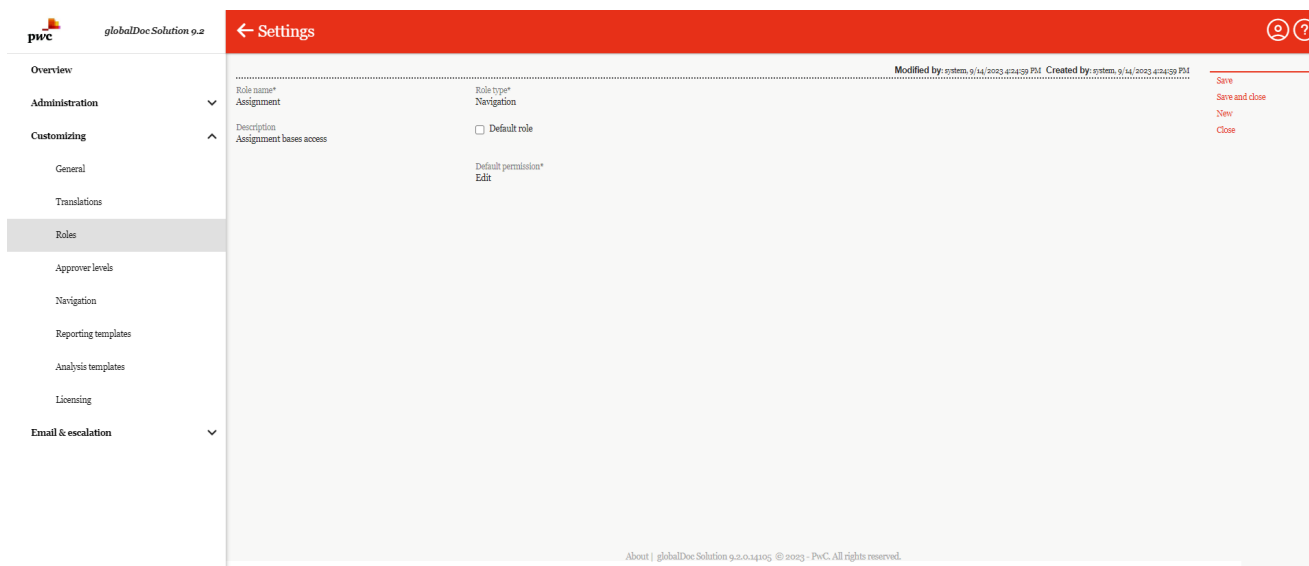 pwc
globalDoc Solution 9.2
Settings
Overview
Administration
Customizing
General
Translations
Roles
Approver levels
Navigation
Reporting templates
Analysis templates
Licensing
Email & escalation
Modified by: system, 9/14/2023 4:24:59 PM Created by: system, 9/14/2023 4:24:59 PM
Role name*
Assignment
Role type*
Navigation
Description
Assignment bases access
Default role
Default permission*
Edit
Save
Save and close
New
Close
About | globalDoc Solution 9.2.0.14105 © 2023 - PwC. All rights reserved.